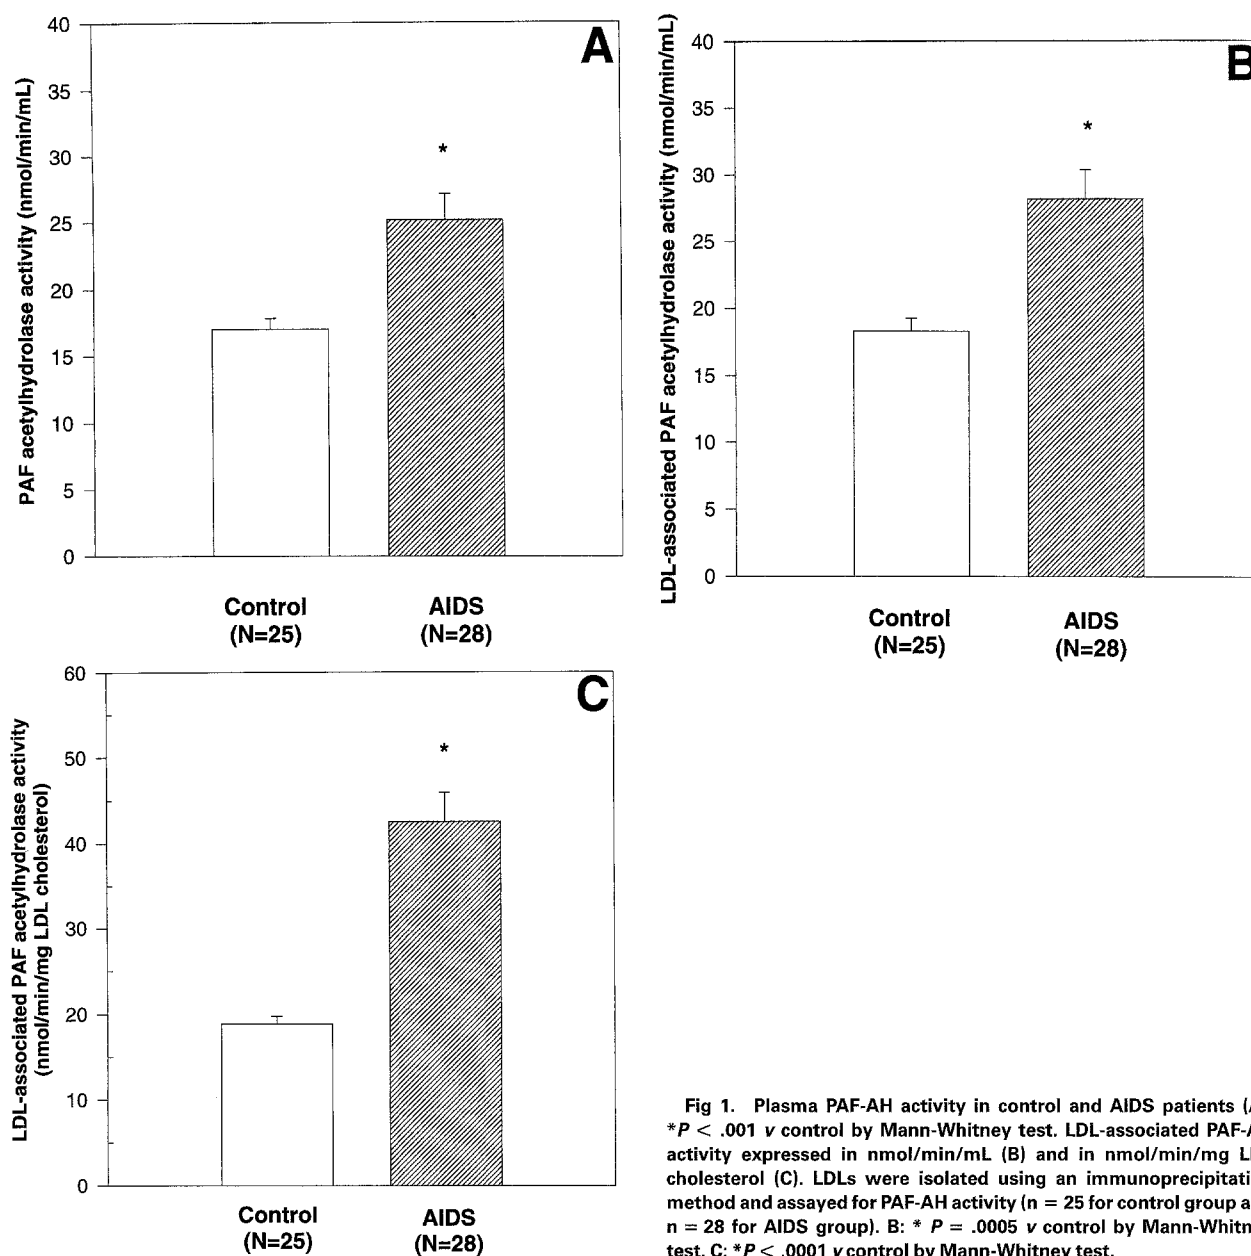 A
PAF acetylhydrolase activity (nmol/min/mL)
40
35
30
25
20
15
10
5
0
*
Control
(N=25)
AIDS
(N=28)
B
LDL-associated PAF acetylhydrolase activity (nmol/min/mL)
40
35
30
25
20
15
10
5
0
*
Control
(N=25)
AIDS
(N=28)
C
LDL-associated PAF acetylhydrolase activity
(nmol/min/mg LDL cholesterol)
60
50
40
30
20
10
0
*
Control
(N=25)
AIDS
(N=28)
Fig 1. Plasma PAF-AH activity in control and AIDS patients
*P < .001 v control by Mann-Whitney test. LDL-associated
activity expressed in nmol/min/mL (B) and in nmol/min/mg
cholesterol (C). LDLs were isolated using an
method and assayed for PAF-AH activity (n = 25 for control group
n = 28 for AIDS group). B: * P = .0005 v control by
test. C: *P < .0001 v control by Mann-Whitney test.